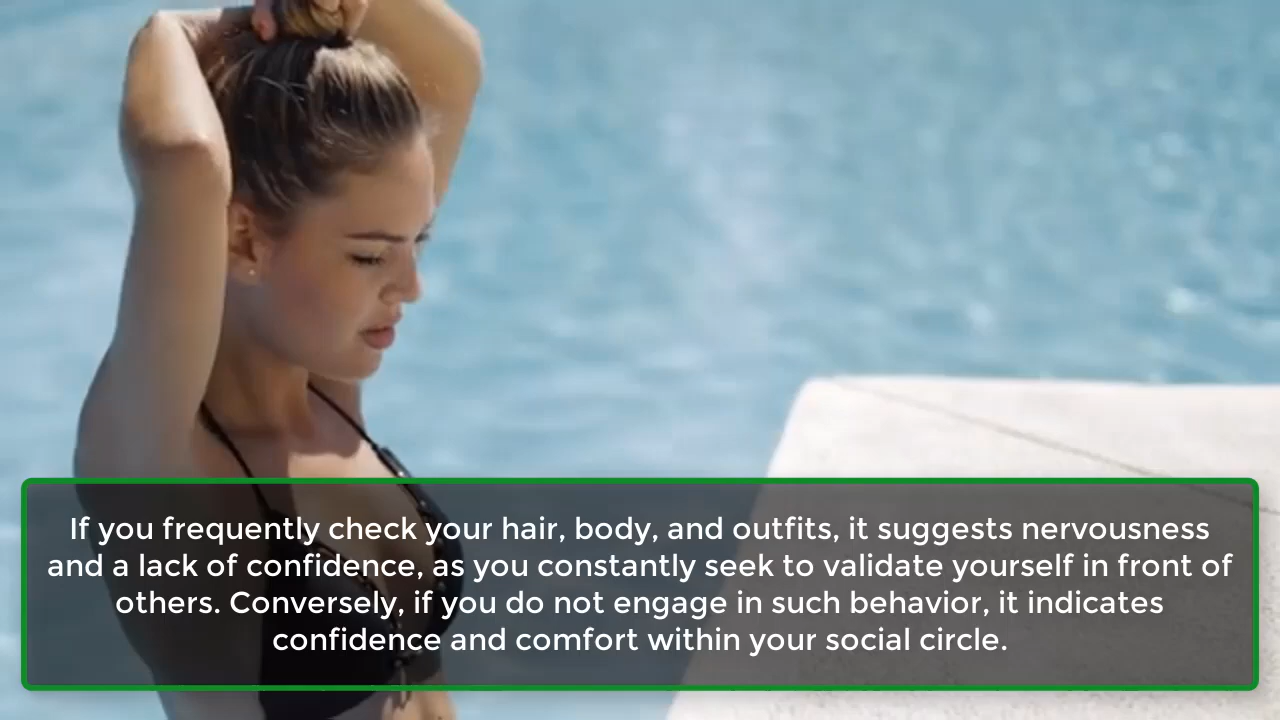 If you frequently check your hair, body, and outfits, it suggests nervousness
and a lack of confidence, as you constantly seek to validate yourself in front of
others. Conversely, if you do not engage in such behavior, it indicates
confidence and comfort within your social circle.